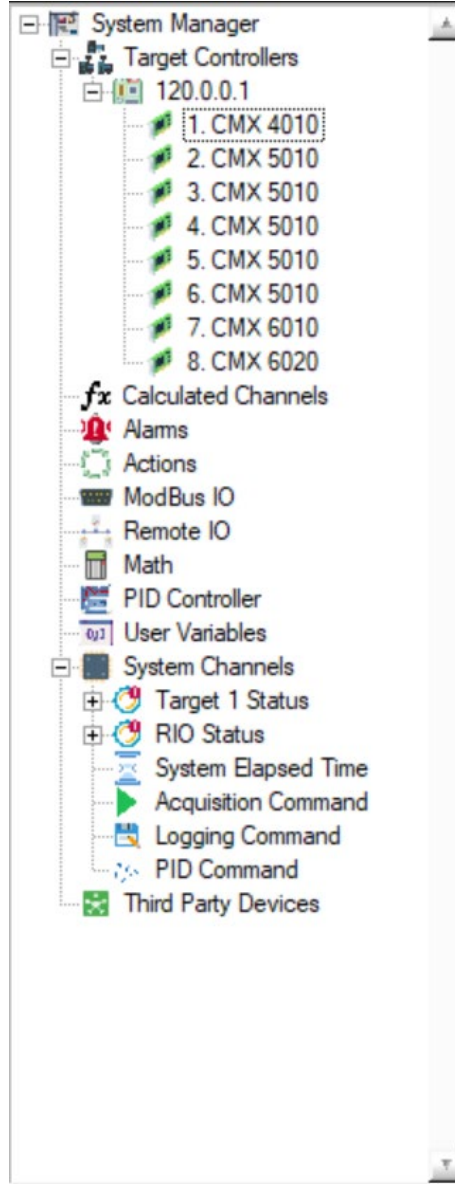 System Manager
Target Controllers
120.0.0.1
1. CMX 4010
2. CMX 5010
3. CMX 5010
4. CMX 5010
5. CMX 5010
6. CMX 5010
7. CMX 6010
8. CMX 6020
fx Calculated Channels
Alarms
Actions
ModBus IO
Remote IO
Math
PID Controller
User Variables
System Channels
Target 1 Status
RIO Status
System Elapsed Time
Acquisition Command
Logging Command
PID Command
Third Party Devices